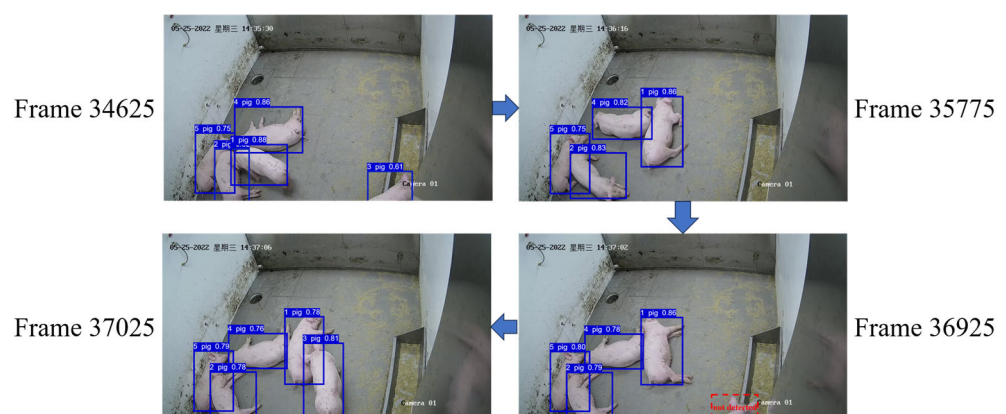 05-25-2022 星期三 14:35:30
4 pig 0.86
5 pig 0.75
1 pig 0.88
2 pig
3 pig 0.61
Camera 01
Frame 34625
05-25-2022 星期三 14:36:16
1 pig 0.86
4 pig 0.82
5 pig 0.75
2 pig 0.83
Camera 01
Frame 35775
05-25-2022 星期三 14:37:06
1 pig 0.78
4 pig 0.76
3 pig 0.81
5 pig 0.79
2 pig 0.78
Camera 01
Frame 37025
05-25-2022 星期三 14:37:02
1 pig 0.86
4 pig 0.78
5 pig 0.80
2 pig 0.79
Camera 01
not detected
Frame 36925